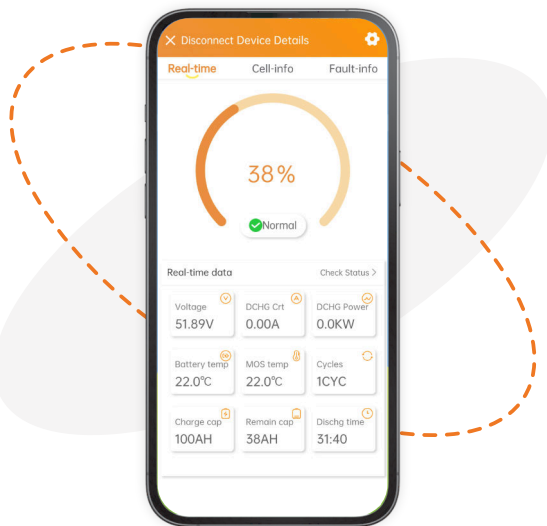 Disconnect Device Details
Real-time Cell-info Fault-info
38%
Normal
Real-time data Check Status >
Voltage DCHG Crt DCHG Power
51.89V 0.00A 0.0KW
Battery temp MOS temp Cycles
22.0°C 22.0°C 1CYC
Charge cap Remain cap Dischg time
100AH 38AH 31:40